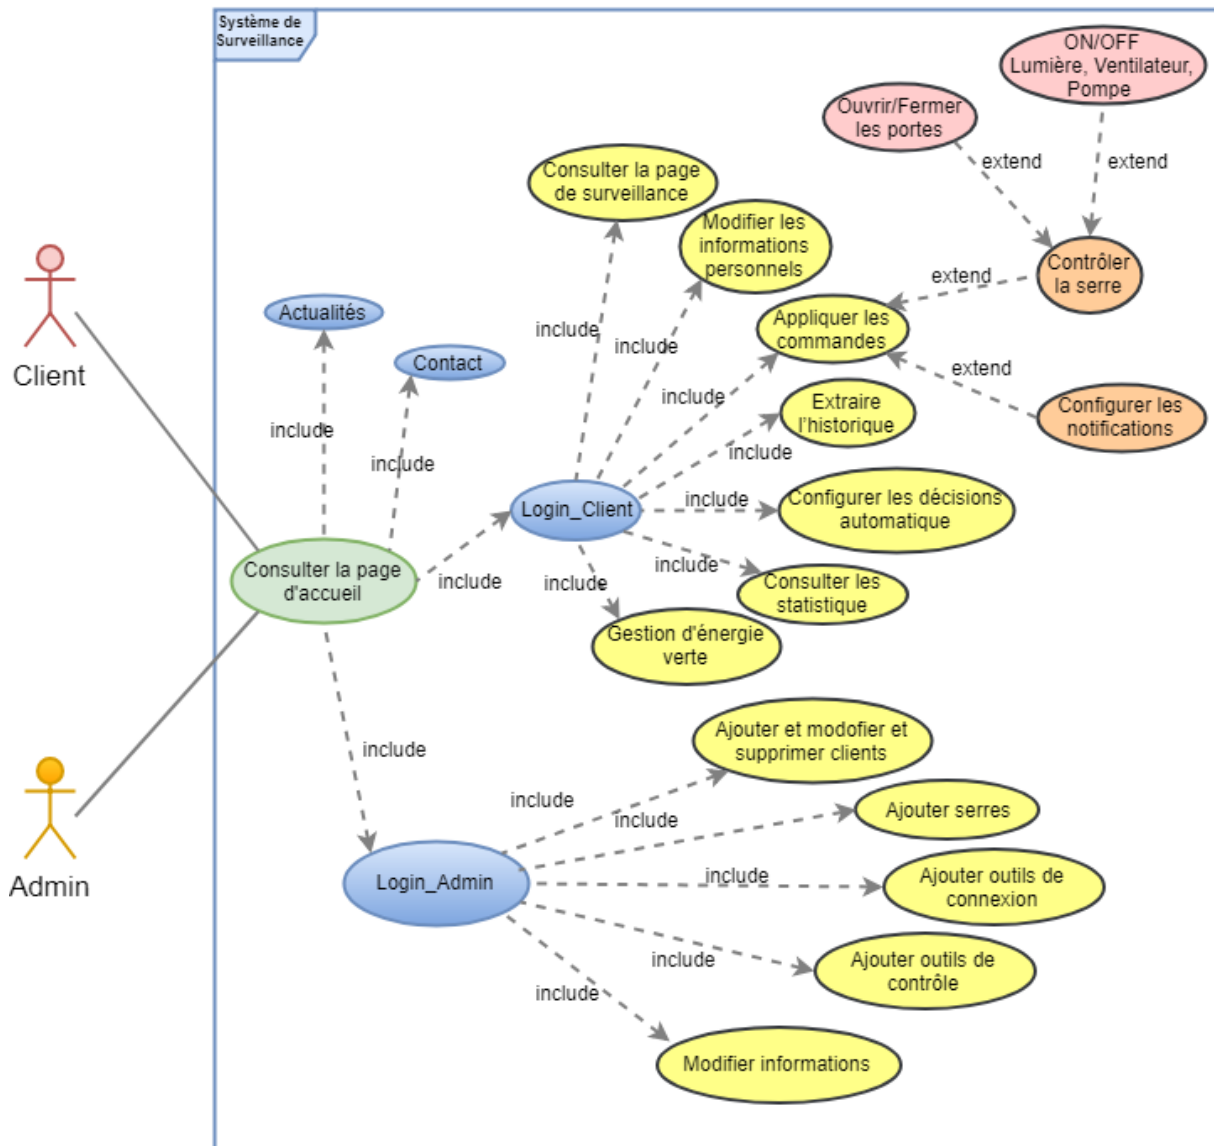 Système de
Surveillance
ON/OFF
Lumière, Ventilateur,
Pompe
Ouvrir/Fermer
les portes
extend
extend
Consulter la page
de surveillance
Modifier les
informations
personnels
Contrôler
la serre
extend
Client
Actualités
include
include
Appliquer les
commandes
Contact
extend
include
Extraire
l'historique
Configurer les
notifications
include
include
include
Login_Client
include
Configurer les décisions
automatique
Consulter la page
d'accueil
include
include
include
Consulter les
statistique
Gestion d'énergie
verte
include
Ajouter et modofier et
supprimer clients
Admin
include
include
Ajouter serres
Login_Admin
include
Ajouter outils de
connexion
include
Ajouter outils de
contrôle
include
Modifier informations